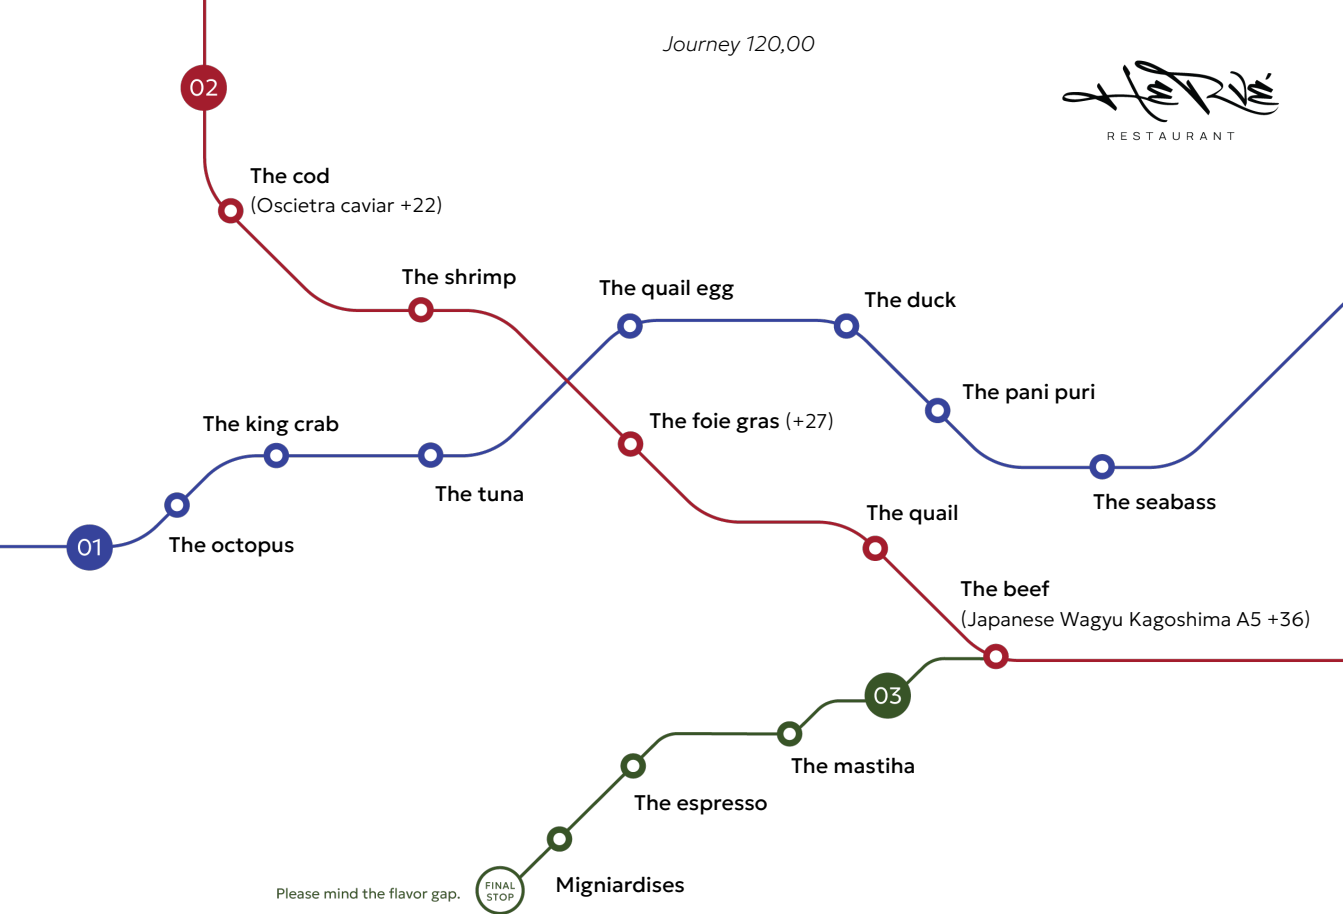 Journey 120,00
HeRVé
RESTAURANT
02
The cod
(Oscietra caviar +22)
The shrimp
The quail egg
The duck
The pani puri
The king crab
The foie gras (+27)
The tuna
The seabass
The quail
01
The octopus
The beef
(Japanese Wagyu Kagoshima A5 +36)
03
The mastiha
The espresso
Migniardises
FINAL
STOP
Please mind the flavor gap.